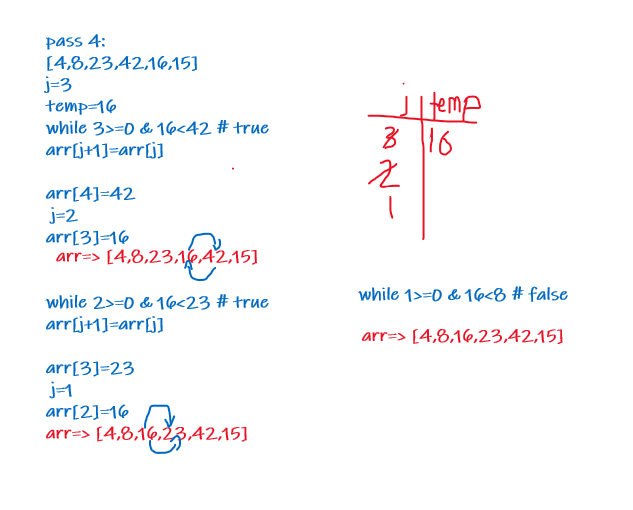 pass 4:
[4,8,23,42,16,15]
j=3
temp=16
while 3>=0 & 16<42 # true
arr[j+1]=arr[j]
arr[4]=42
j=2
arr[3]=16
arr=> [4,8,23,16,42,15]
while 2>=0 & 16<23 # true
arr[j+1]=arr[j]
arr[3]=23
j=1
arr[2]=16
arr=> [4,8,16,23,42,15]
j temp
3 16
2
1
while 1>=0 & 16<8 # false
arr=> [4,8,16,23,42,15]